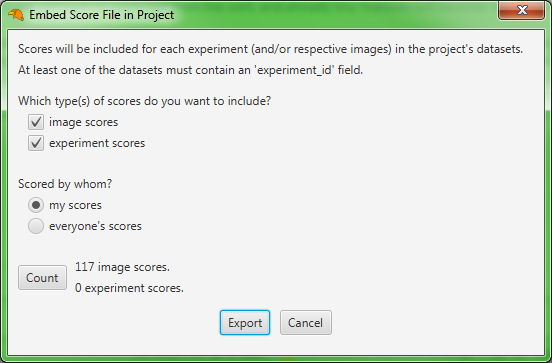 Embed Score File in Project
Scores will be included for each experiment (and/or respective images) in the project's datasets.
At least one of the datasets must contain an 'experiment_id' field.
Which type(s) of scores do you want to include?
image scores
experiment scores
Scored by whom?
my scores
everyone's scores
Count
117 image scores.
0 experiment scores.
Export
Cancel